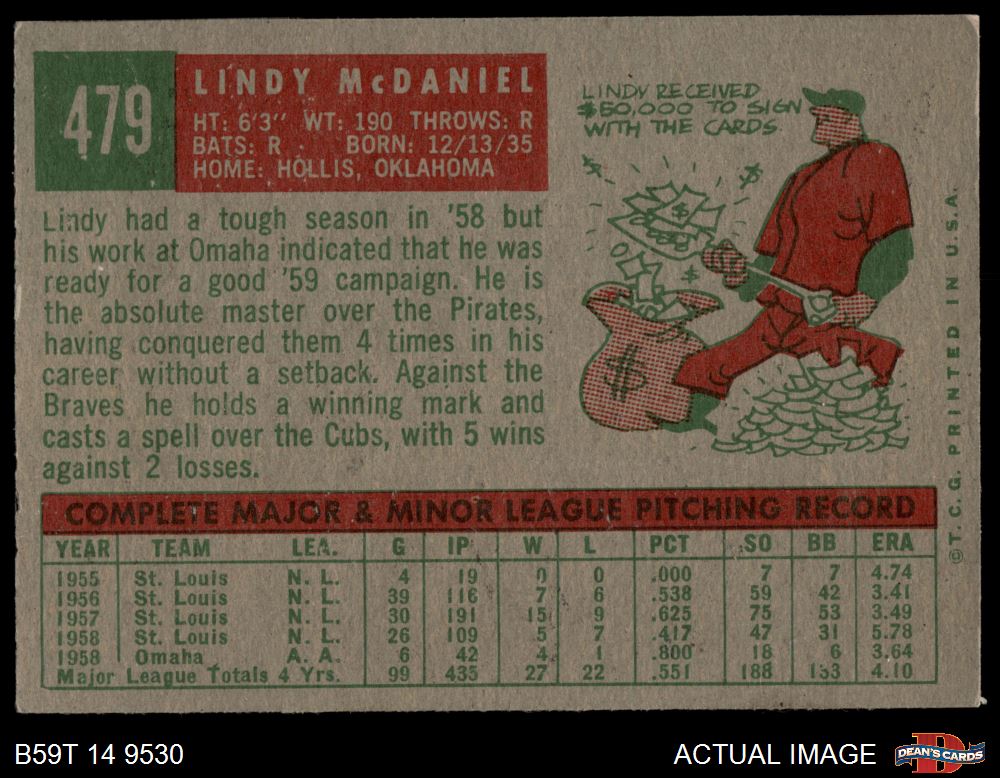 479
LINDY McDANIEL
HT: 6'3" WT: 190 THROWS: R
BATS: R · BORN: 12/13/35
HOME: HOLLIS, OKLAHOMA
Lindy had a tough season in '58 but
his work at Omaha indicated that he was
ready for a good '59 campaign. He is
the absolute master over the Pirates,
having conquered them 4 times in his
career without a setback. Against the
Braves he holds a winning mark and
casts a spell over the Cubs, with 5 wins
against 2 losses.
LINDY RECEIVED
$50,000 TO SIGN
WITH THE CARDS.
$
$
$
$
$
COMPLETE MAJOR & MINOR LEAGUE PITCHING RECORD
YEAR TEAM LEA. G IP W L PCT SO BB ERA
1955 St. Louis N. L. 4 19 0 0 .000 7 7 4.74
1956 St. Louis N. L. 39 116 7 6 .538 59 42 3.41
1957 St. Louis N. L. 30 191 15 9 .625 75 53 3.49
1958 St. Louis N. L. 26 109 5 7 .417 47 31 5.78
1958 Omaha A. A. 6 42 4 1 .800 18 6 3.64
Major League Totals 4 Yrs. 99 435 27 22 .551 188 133 4.10
©T.C.G. PRINTED IN U.S.A.
B59T 14 9530
ACTUAL IMAGE
D
DEAN'S CARDS